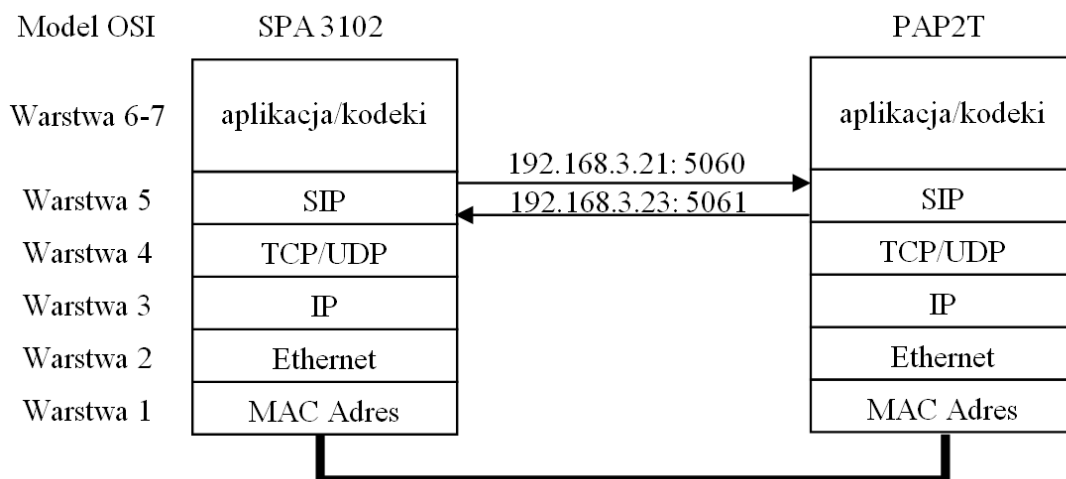 Model OSI SPA 3102 PAP2T
Warstwa 6-7 aplikacja/kodeki aplikacja/kodeki
192.168.3.21: 5060
Warstwa 5 SIP 192.168.3.23: 5061 SIP
Warstwa 4 TCP/UDP TCP/UDP
Warstwa 3 IP IP
Warstwa 2 Ethernet Ethernet
Warstwa 1 MAC Adres MAC Adres